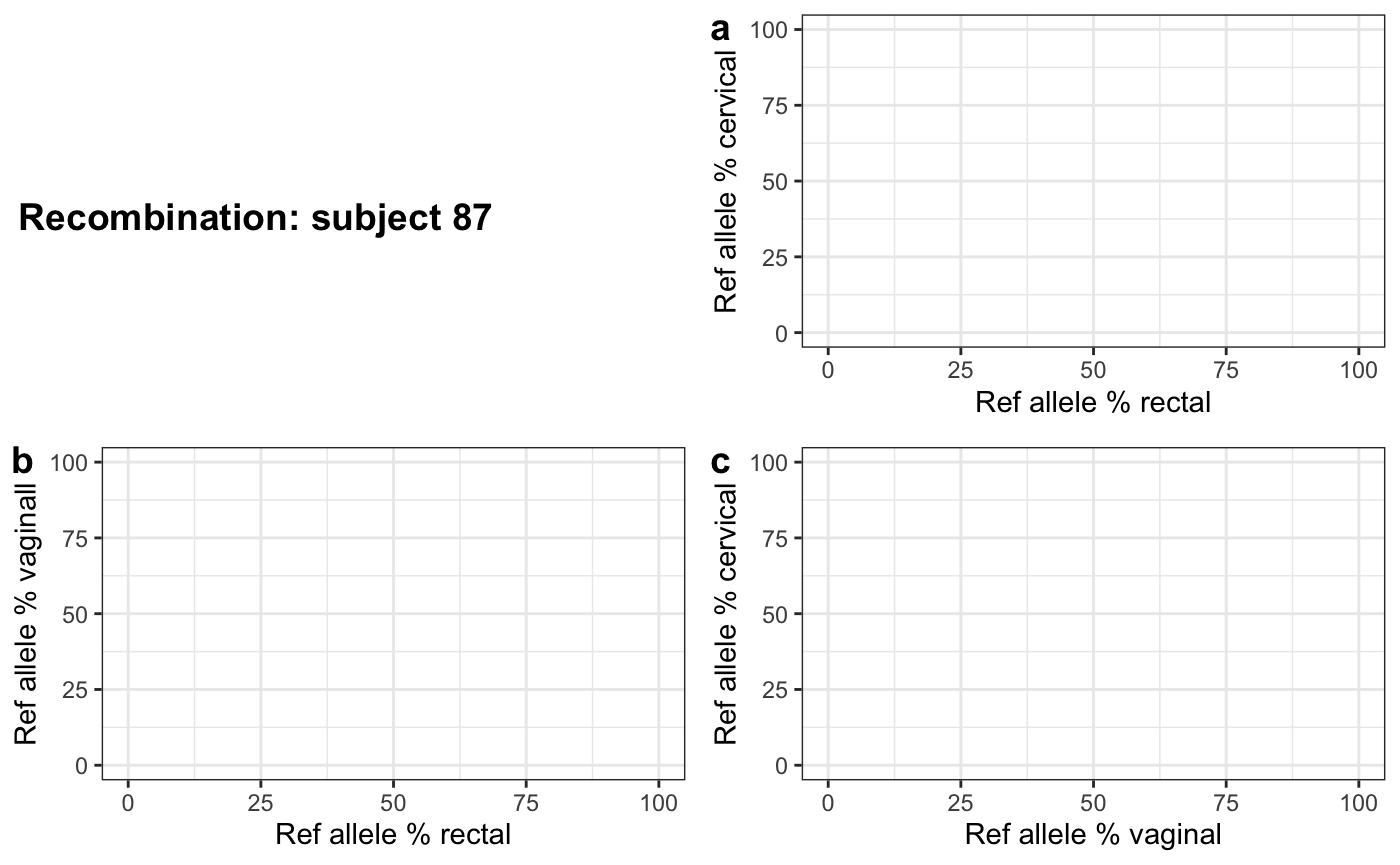 Recombination: subject 87
a
Ref allele % cervical
100
75
50
25
0
0 25 50 75 100
Ref allele % rectal
b
Ref allele % vaginall
100
75
50
25
0
0 25 50 75 100
Ref allele % rectal
c
Ref allele % cervical
100
75
50
25
0
0 25 50 75 100
Ref allele % vaginal